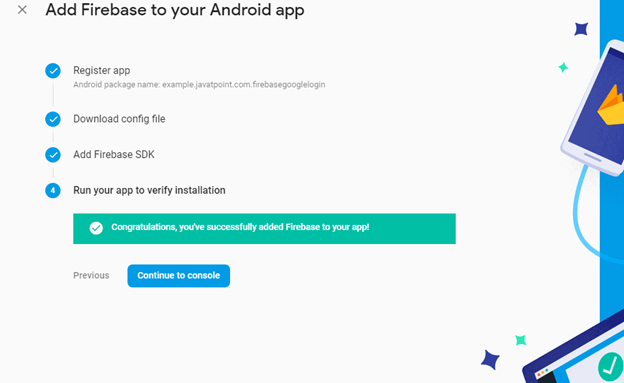 Add Firebase to your Android app
Register app
Android package name: example.javatpoint.com.firebasegooglelogin
Download config file
Add Firebase SDK
4 Run your app to verify installation
Congratulations, you've successfully added Firebase to your app!
Previous Continue to console